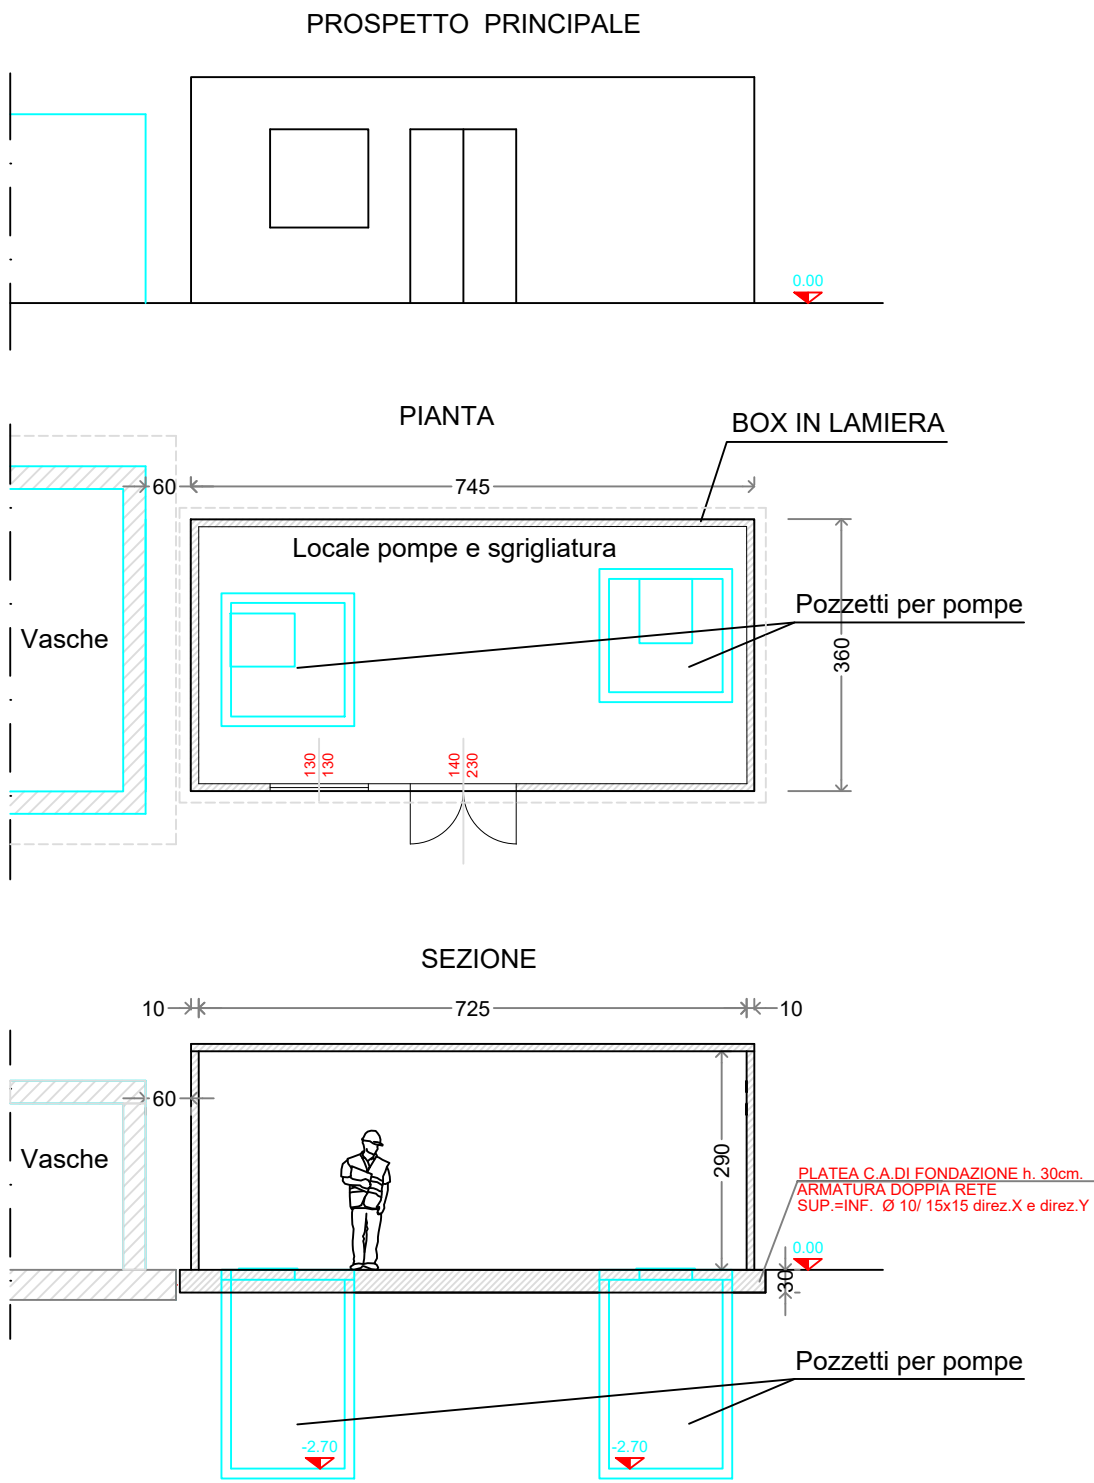 PROSPETTO  PRINCIPALE
0.00
PIANTA
BOX IN LAMIERA
60
745
Locale pompe e sgrigliatura
Pozzetti per pompe
Vasche
360
130
130
140
230
SEZIONE
10
725
10
60
Vasche
290
PLATEA C.A.DI FONDAZIONE h. 30cm.
ARMATURA DOPPIA RETE
SUP.=INF.  Ø 10/ 15x15 direz.X e direz.Y
0.00
30
Pozzetti per pompe
-2.70
-2.70